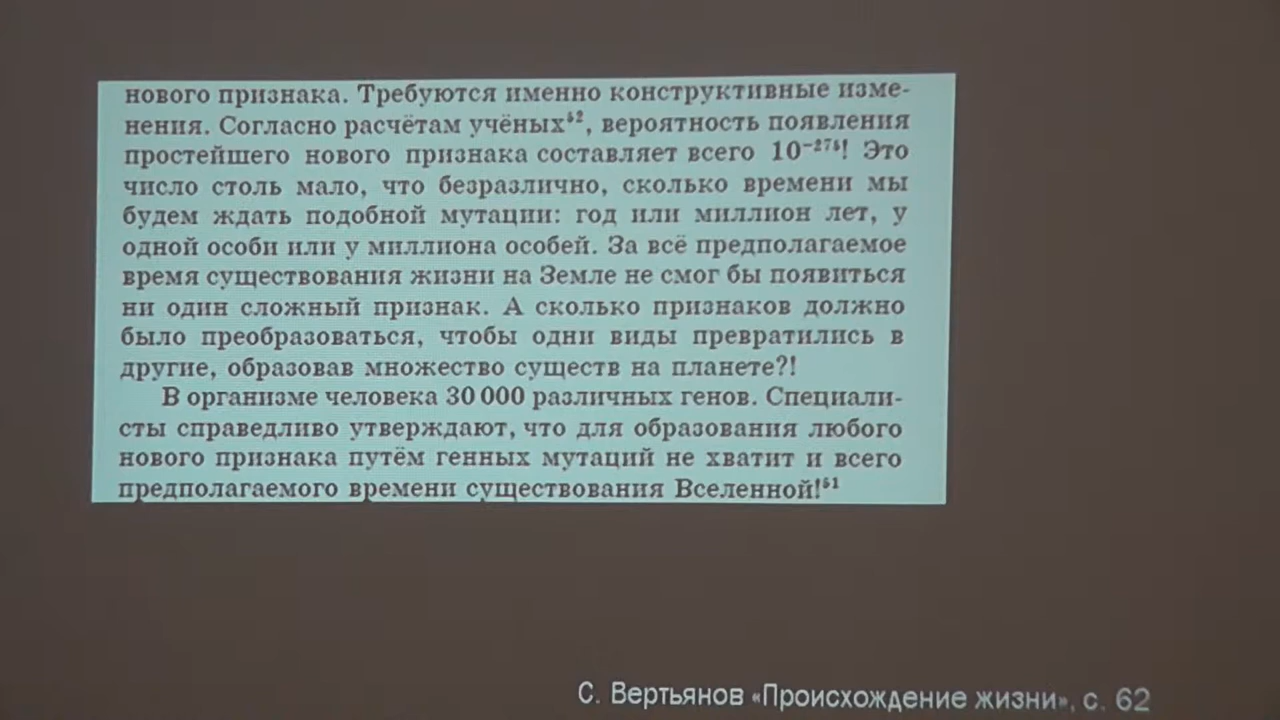 нового признака. Требуются именно конструктивные изме-
нения. Согласно расчётам учёных⁵², вероятность появления
простейшего нового признака составляет всего 10⁻²⁷⁵! Это
число столь мало, что безразлично, сколько времени мы
будем ждать подобной мутации: год или миллион лет, у
одной особи или у миллиона особей. За всё предполагаемое
время существования жизни на Земле не смог бы появиться
ни один сложный признак. А сколько признаков должно
было преобразоваться, чтобы одни виды превратились в
другие, образовав множество существ на планете?!
В организме человека 30 000 различных генов. Специали-
сты справедливо утверждают, что для образования любого
нового признака путём генных мутаций не хватит и всего
предполагаемого времени существования Вселенной!⁵¹
С. Вертьянов «Происхождение жизни», с. 62